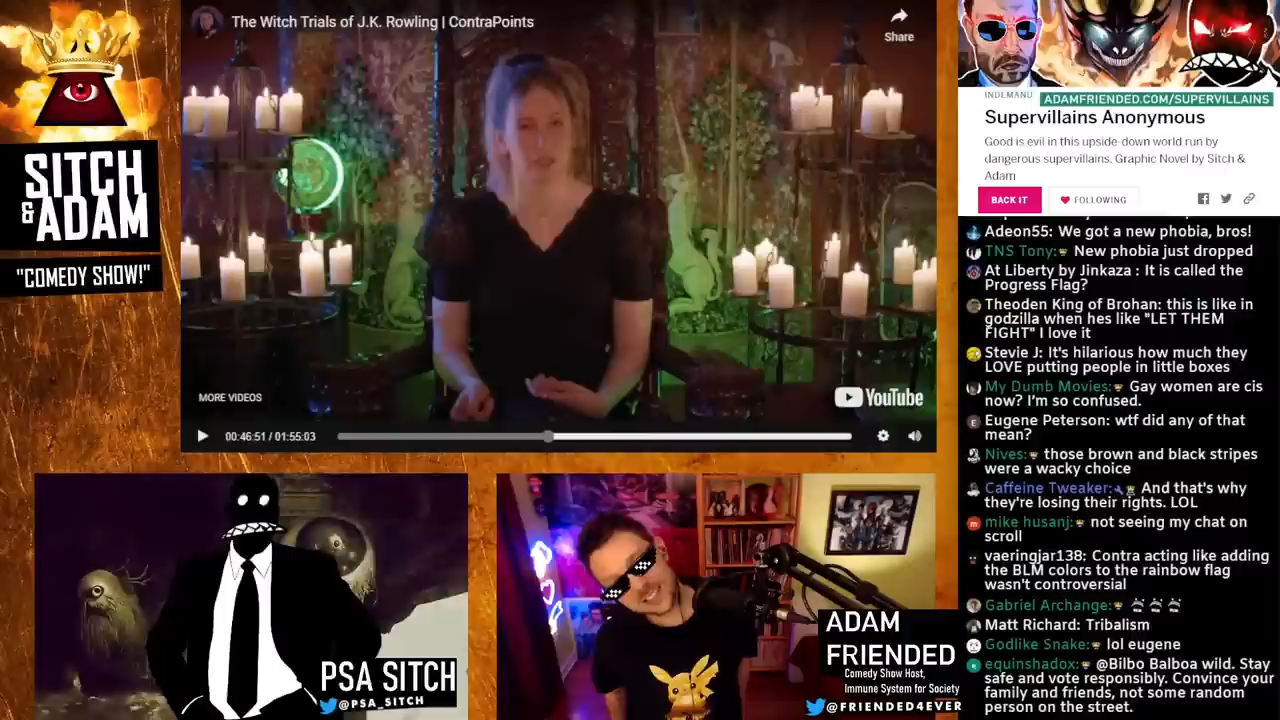 The Witch Trials of J.K. Rowling | ContraPoints
Share
MORE VIDEOS
YouTube
00:46:51 / 01:55:03
SITCH
& ADAM
"COMEDY SHOW!"
INDEMAND
ADAMFRIENDED.COM/SUPERVILLAINS
Supervillains Anonymous
Good is evil in this upside-down world run by
dangerous supervillains. Graphic Novel by Sitch &
Adam
BACK IT
FOLLOWING
Adeon55: We got a new phobia, bros!
TNS Tony: New phobia just dropped
At Liberty by Jinkaza : It is called the
Progress Flag?
Theoden King of Brohan: this is like in
godzilla when hes like "LET THEM
FIGHT" I love it
Stevie J: It's hilarious how much they
LOVE putting people in little boxes
My Dumb Movies: Gay women are cis
now? I'm so confused.
Eugene Peterson: wtf did any of that
mean?
Nives: those brown and black stripes
were a wacky choice
Caffeine Tweaker: And that's why
they're losing their rights. LOL
mike husanj: not seeing my chat on
scroll
vaeringjar138: Contra acting like adding
the BLM colors to the rainbow flag
wasn't controversial
Gabriel Archange:
Matt Richard: Tribalism
Godlike Snake: lol eugene
equinshadox: @Bilbo Balboa wild. Stay
safe and vote responsibly. Convince your
family and friends, not some random
person on the street.
PSA SITCH
@PSA_SITCH
ADAM
FRIENDED
Comedy Show Host,
Immune System for Society
@FRIENDED4EVER